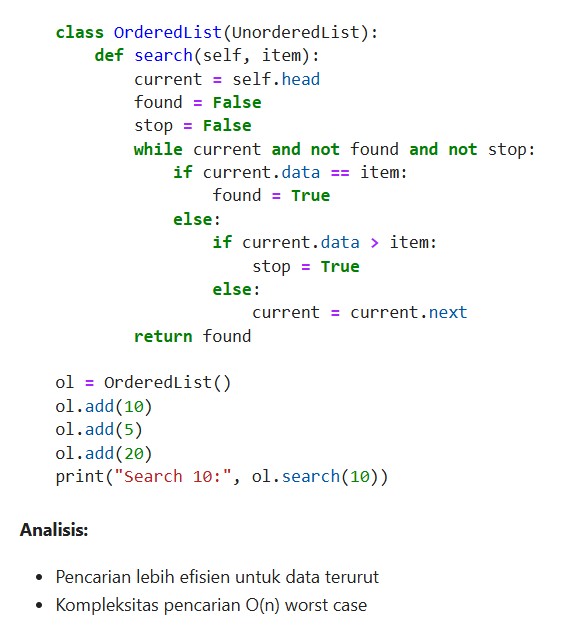 class OrderedList(UnorderedList):
    def search(self, item):
        current = self.head
        found = False
        stop = False
        while current and not found and not stop:
            if current.data == item:
                found = True
            else:
                if current.data > item:
                    stop = True
                else:
                    current = current.next
        return found
ol = OrderedList()
ol.add(10)
ol.add(5)
ol.add(20)
print("Search 10:", ol.search(10))
Analisis:
• Pencarian lebih efisien untuk data terurut
• Kompleksitas pencarian O(n) worst case